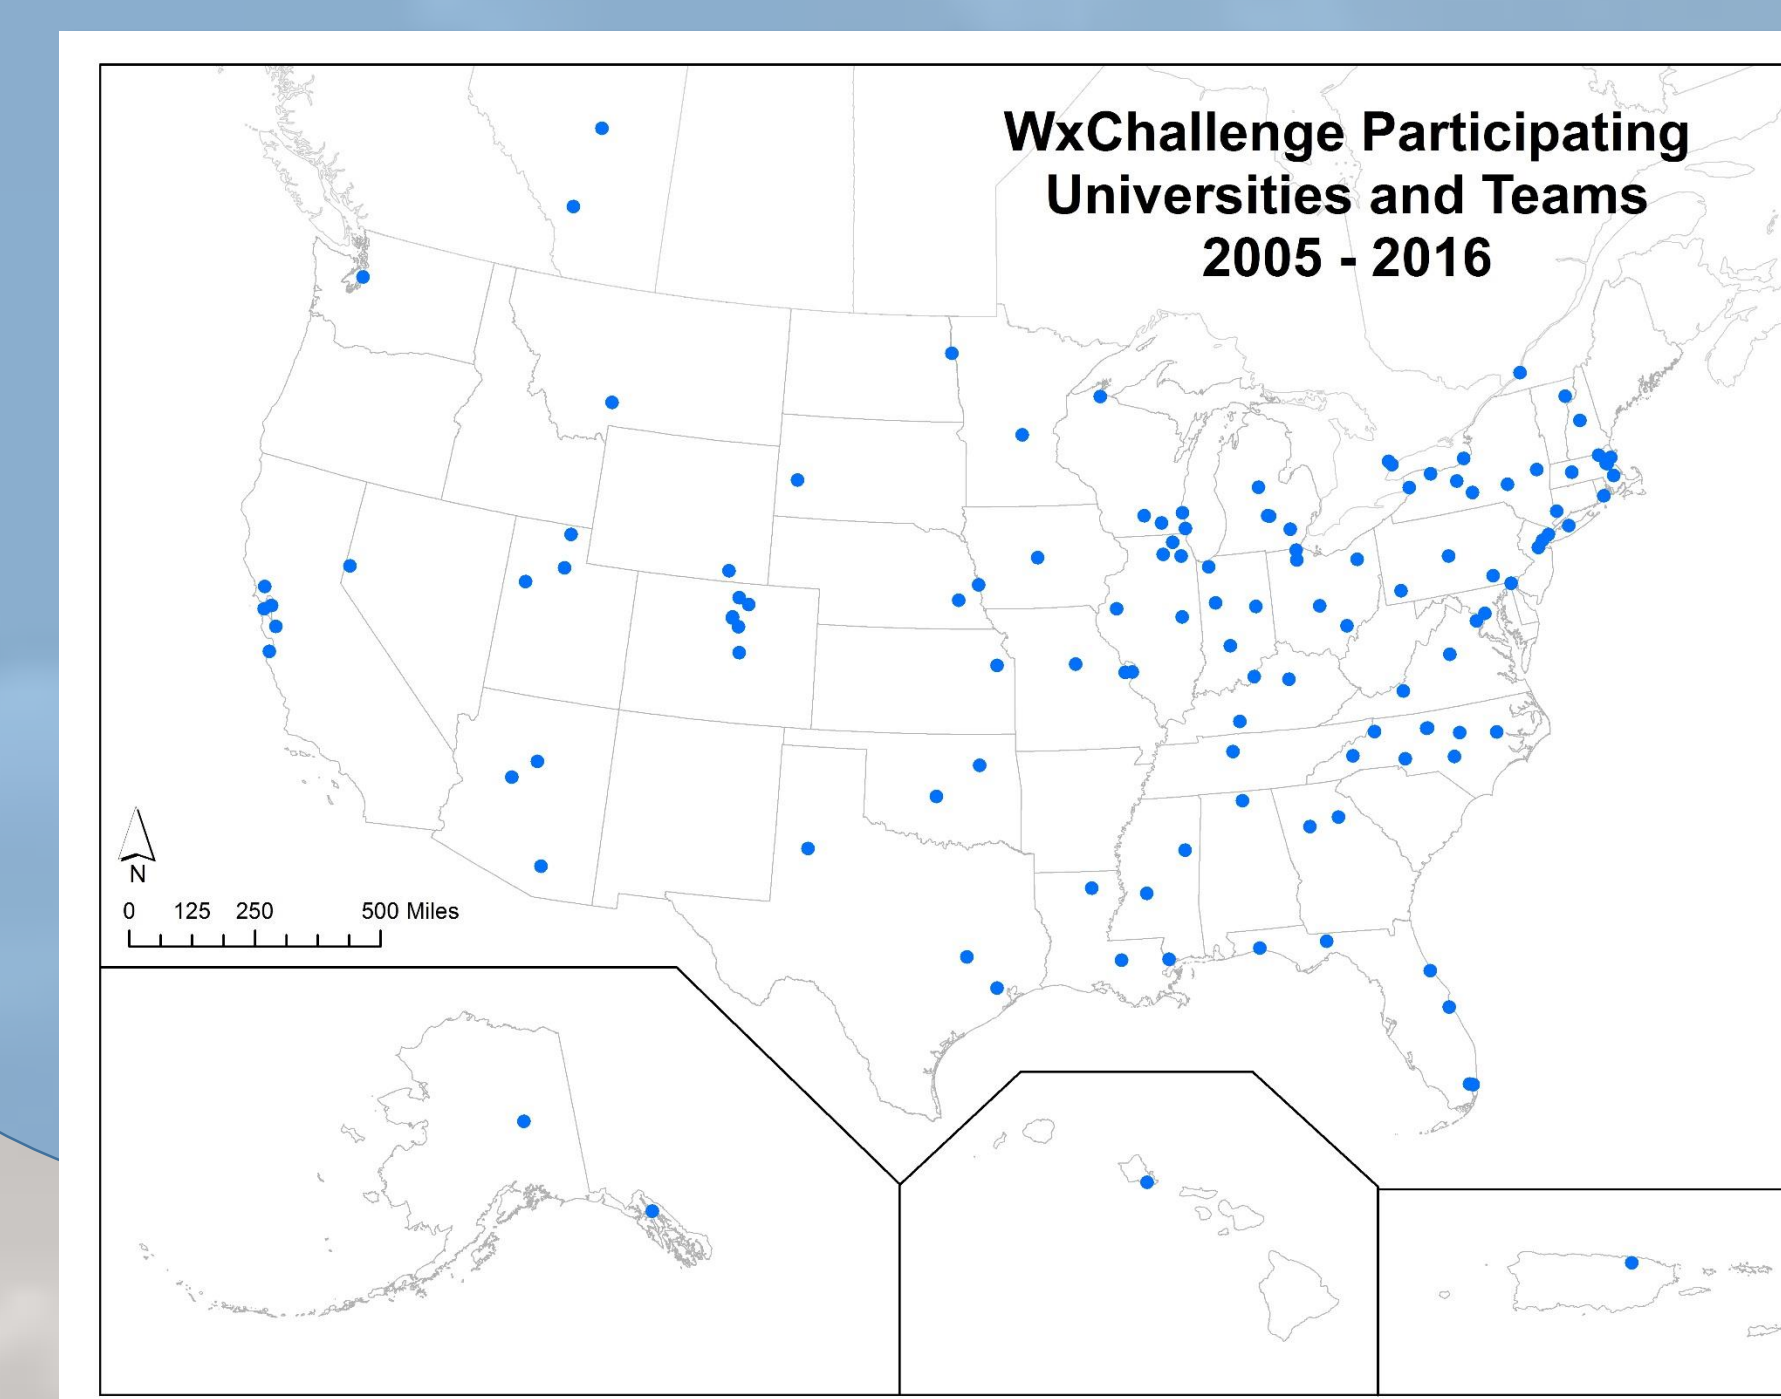 WxChallenge Participating
Universities and Teams
2005 - 2016
N
0 125 250 500 Miles